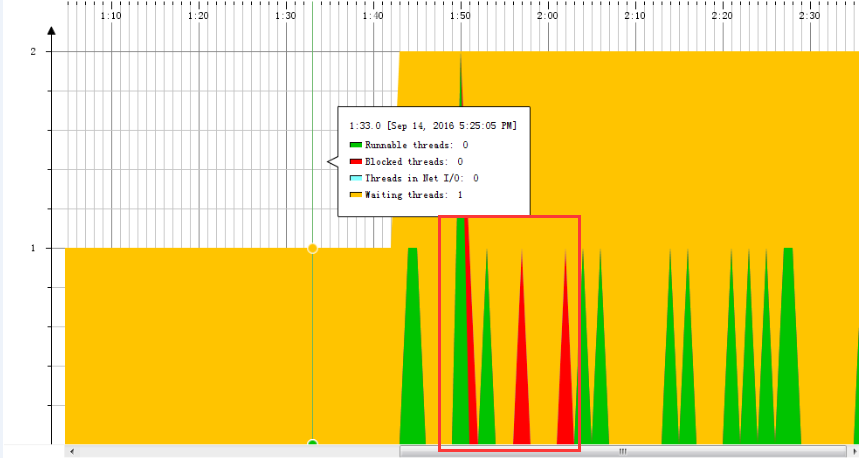 1:10 1:20 1:30 1:40 1:50 2:00 2:10 2:20 2:30
2
1:33.0 [Sep 14, 2016 5:25:05 PM]
Runnable threads: 0
Blocked threads: 0
Threads in Net I/O: 0
Waiting threads: 1
1